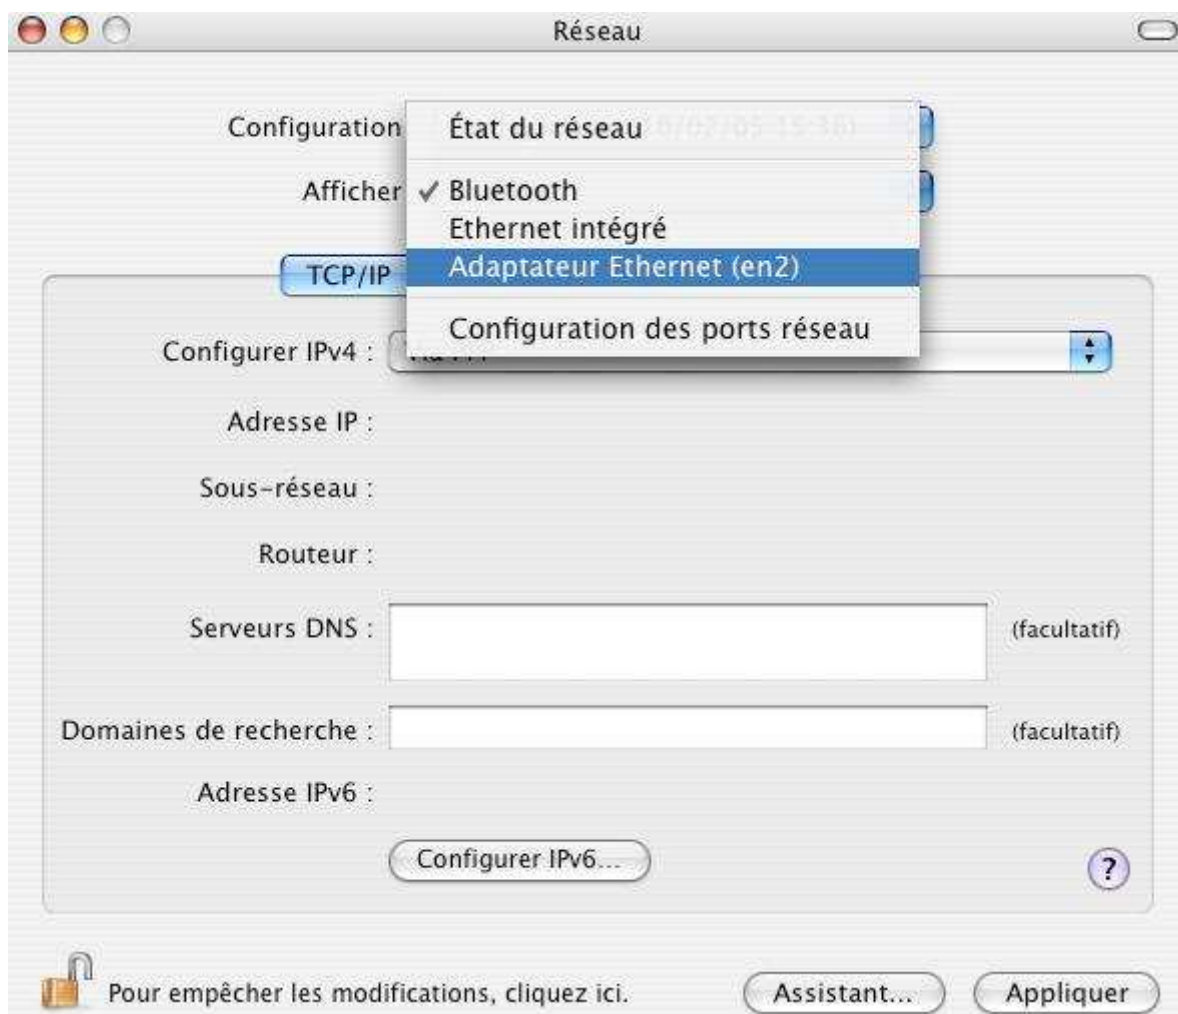 Réseau
Configuration
État du réseau
Afficher
✓ Bluetooth
Ethernet intégré
Adaptateur Ethernet (en2)
Configuration des ports réseau
TCP/IP
Configurer IPv4 :
Adresse IP :
Sous-réseau :
Routeur :
Serveurs DNS :
(facultatif)
Domaines de recherche :
(facultatif)
Adresse IPv6 :
Configurer IPv6...
?
Pour empêcher les modifications, cliquez ici.
Assistant...
Appliquer